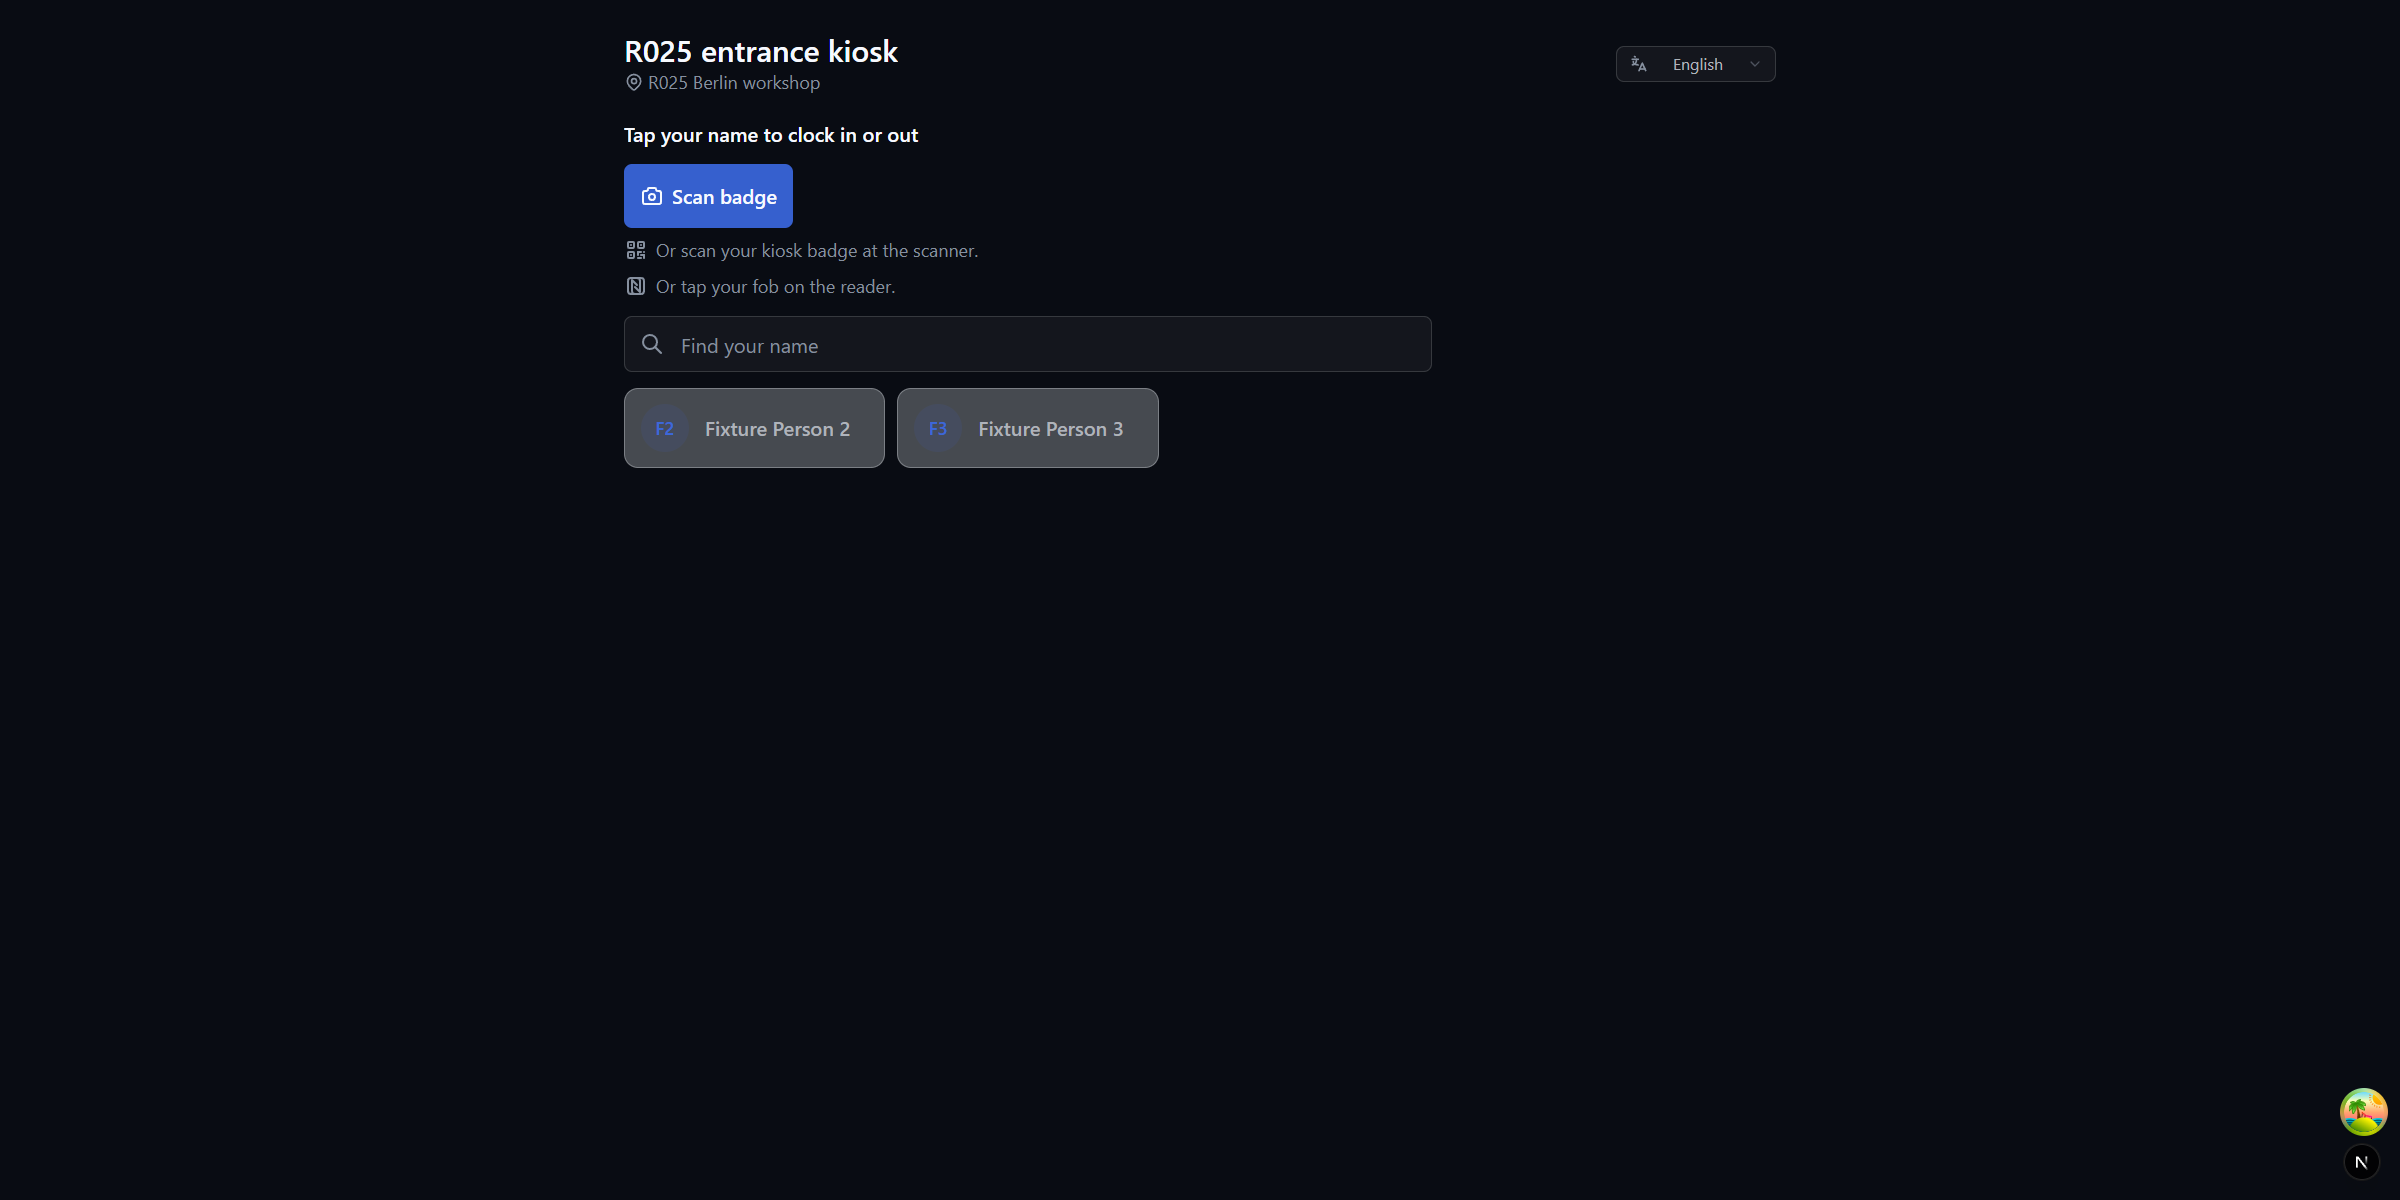 R025 entrance kiosk
R025 Berlin workshop
English
Tap your name to clock in or out
Scan badge
Or scan your kiosk badge at the scanner.
Or tap your fob on the reader.
Find your name
F2 Fixture Person 2
F3 Fixture Person 3
N